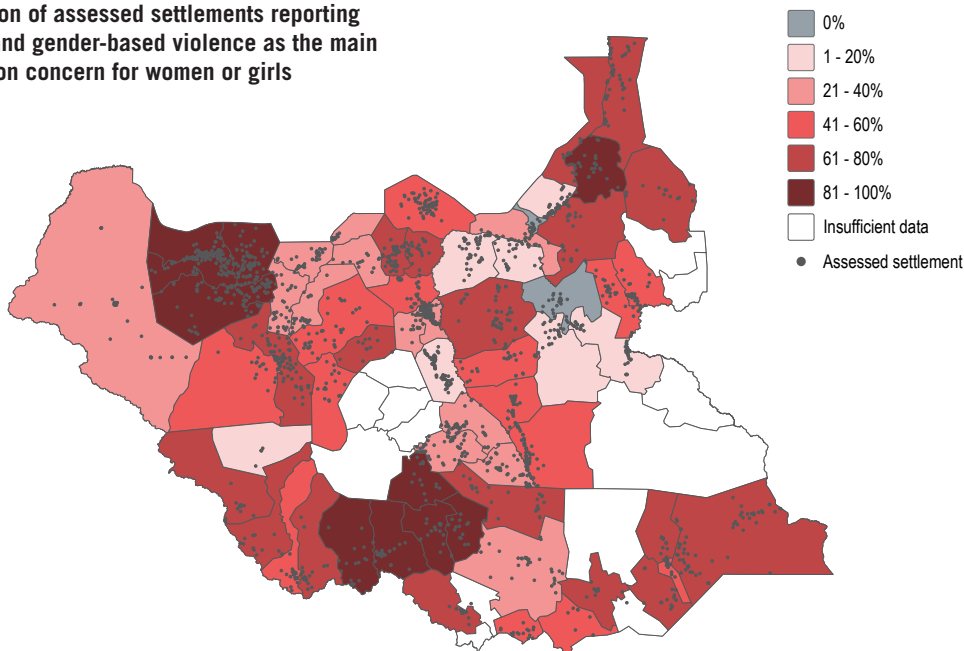 on of assessed settlements reporting
and gender-based violence as the main
on concern for women or girls
0%
1 - 20%
21 - 40%
41 - 60%
61 - 80%
81 - 100%
Insufficient data
Assessed settlement